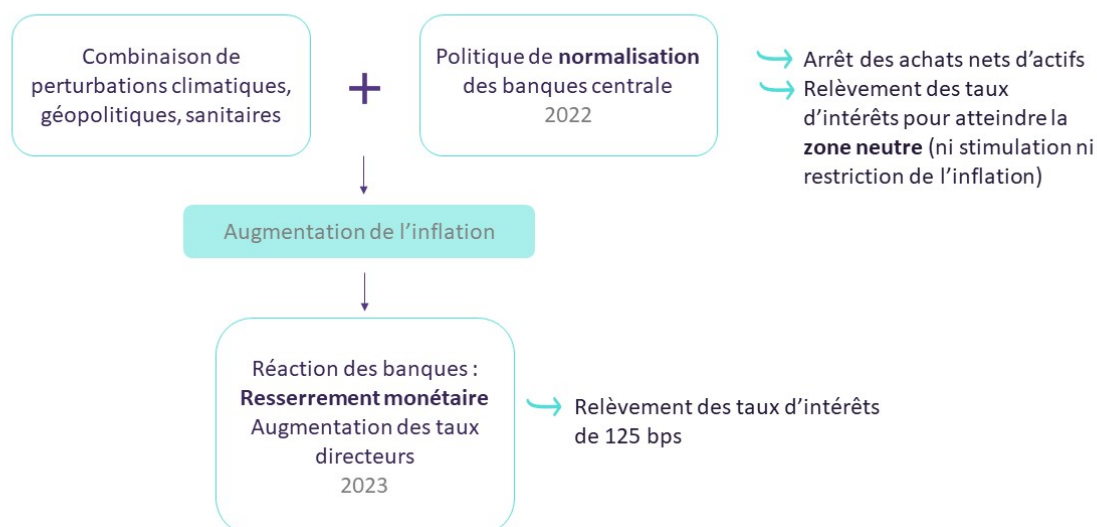 Combinaison de
perturbations climatiques,
géopolitiques, sanitaires
+
Politique de normalisation
des banques centrale
2022
Arrêt des achats nets d’actifs
Relèvement des taux
d’intérêts pour atteindre la
zone neutre (ni stimulation ni
restriction de l’inflation)
Augmentation de l’inflation
Réaction des banques :
Resserrement monétaire
Augmentation des taux
directeurs
2023
Relèvement des taux d’intérêts
de 125 bps